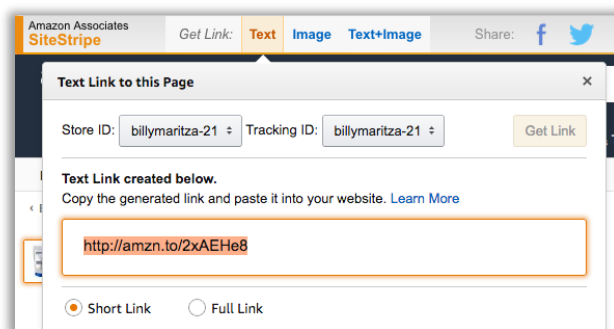 Amazon Associates
SiteStripe
Get Link: Text Image Text+Image Share:
Text Link to this Page
Store ID: billymaritza-21 Tracking ID: billymaritza-21 Get Link
Text Link created below.
Copy the generated link and paste it into your website. Learn More
http://amzn.to/2xAEHe8
Short Link Full Link